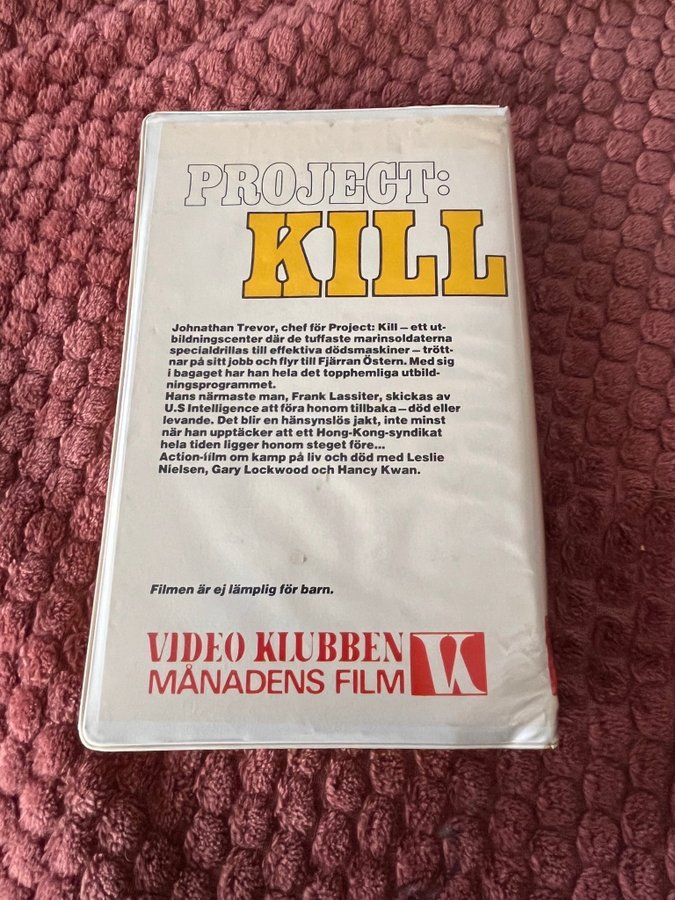 PROJECT:
KILL
Johnathan Trevor, chef för Project: Kill – ett ut-
bildningscenter där de tuffaste marinsoldaterna
specialdrillas till effektiva dödsmaskiner – trött-
nar på sitt jobb och flyr till Fjärran Östern. Med sig
i bagaget har han hela det topphemliga utbild-
ningsprogrammet.
Hans närmaste man, Frank Lassiter, skickas av
U.S Intelligence att föra honom tillbaka – död eller
levande. Det blir en hänsynslös jakt, inte minst
när han upptäcker att ett Hong-Kong-syndikat
hela tiden ligger honom steget före...
Action-film om kamp på liv och död med Leslie
Nielsen, Gary Lockwood och Hancy Kwan.
Filmen är ej lämplig för barn.
VIDEO KLUBBEN
MÅNADENS FILM
VK